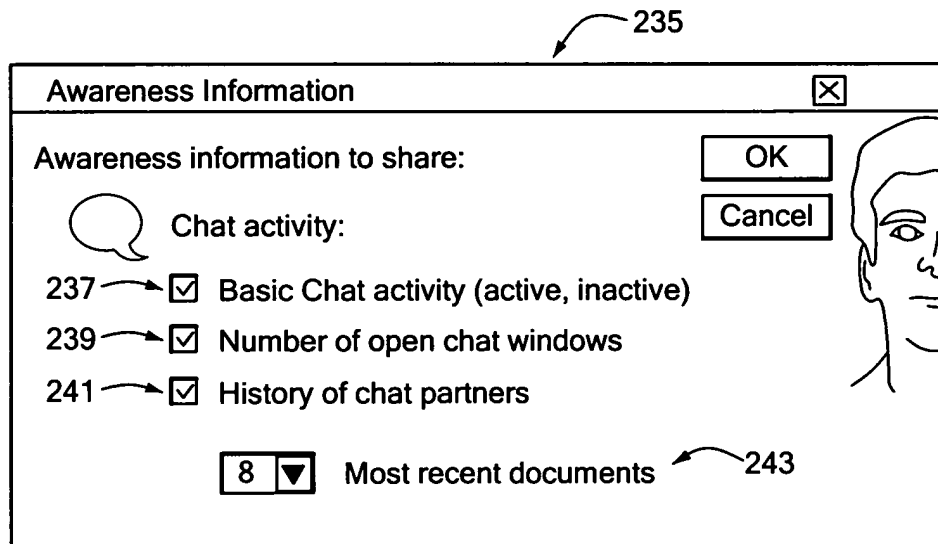 235
Awareness Information
Awareness information to share:
OK
Cancel
Chat activity:
237 Basic Chat activity (active, inactive)
239 Number of open chat windows
241 History of chat partners
8 Most recent documents 243